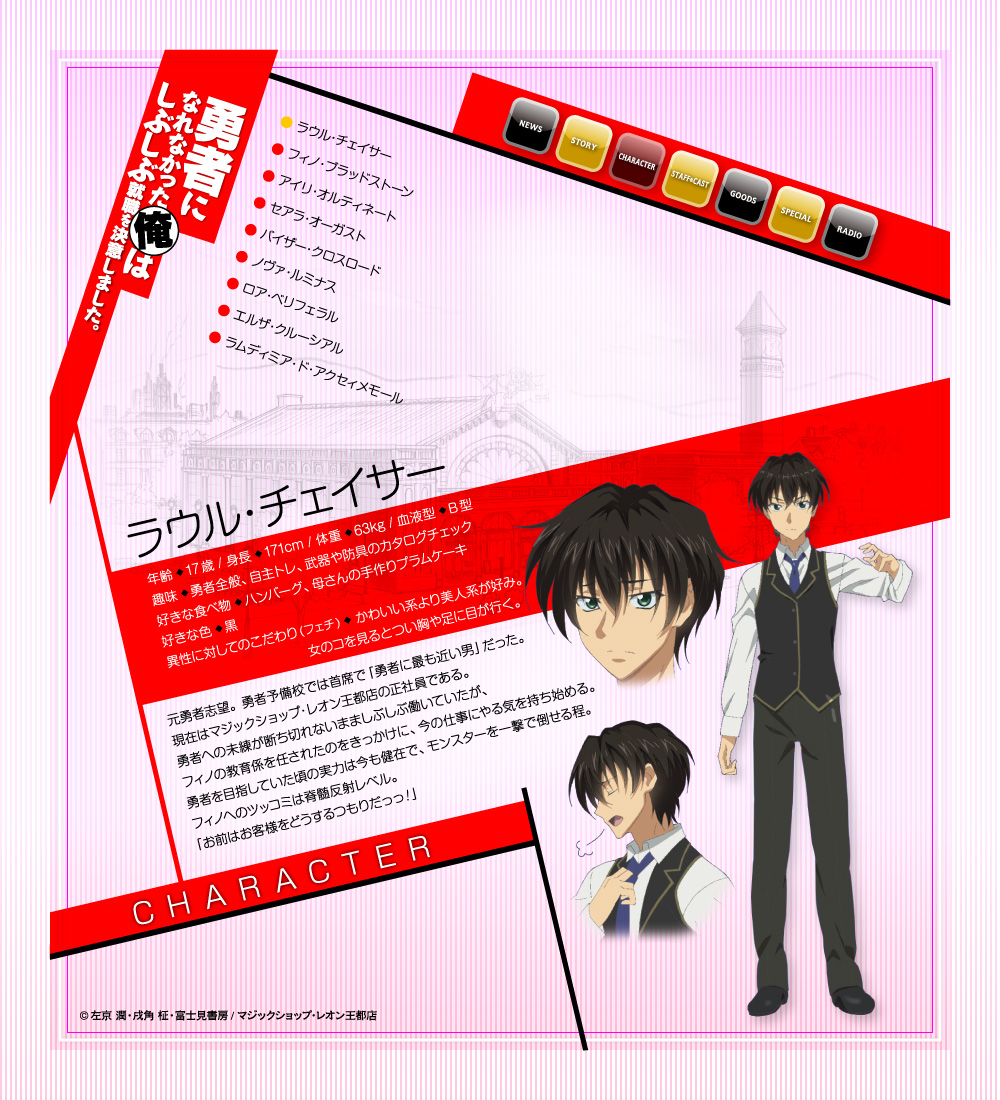 勇者に
なれなかった
しぶしぶ就職を決意しました。
俺は
NEWS
STORY
CHARACTER
STAFF+CAST
GOODS
SPECIAL
RADIO
ラウル・チェイサー
フィノ・ブラッドストーン
アイリ・オルティネート
セアラ・オーガスト
バイザー・クロスロード
ノヴァ・ルミナス
ロア・ペリフェラル
エルザ・クルーシアル
ラムディミア・ド・アクセィメモール
ラウル・チェイサー
年齢◆17歳 / 身長◆171cm / 体重◆63kg / 血液型◆B型
趣味◆勇者全般、自主トレ、武器や防具のカタログチェック
好きな食べ物◆ハンバーグ、母さんの手作りプラムケーキ
好きな色◆黒
異性に対してのこだわり（フェチ）◆かわいい系より美人系が好み。
女のコを見るとつい胸や足に目が行く。
元勇者志望。勇者予備校では首席で「勇者に最も近い男」だった。
現在はマジックショップ・レオン王都店の正社員である。
勇者への未練が断ち切れないまましぶしぶ働いていたが、
フィノの教育係を任されたのをきっかけに、今の仕事にやる気を持ち始める。
勇者を目指していた頃の実力は今も健在で、モンスターを一撃で倒せる程。
フィノへのツッコミは脊髄反射レベル。
「お前はお客様をどうするつもりだっっ！」
CHARACTER
©左京 潤・戌角 柾・富士見書房 / マジックショップ・レオン王都店